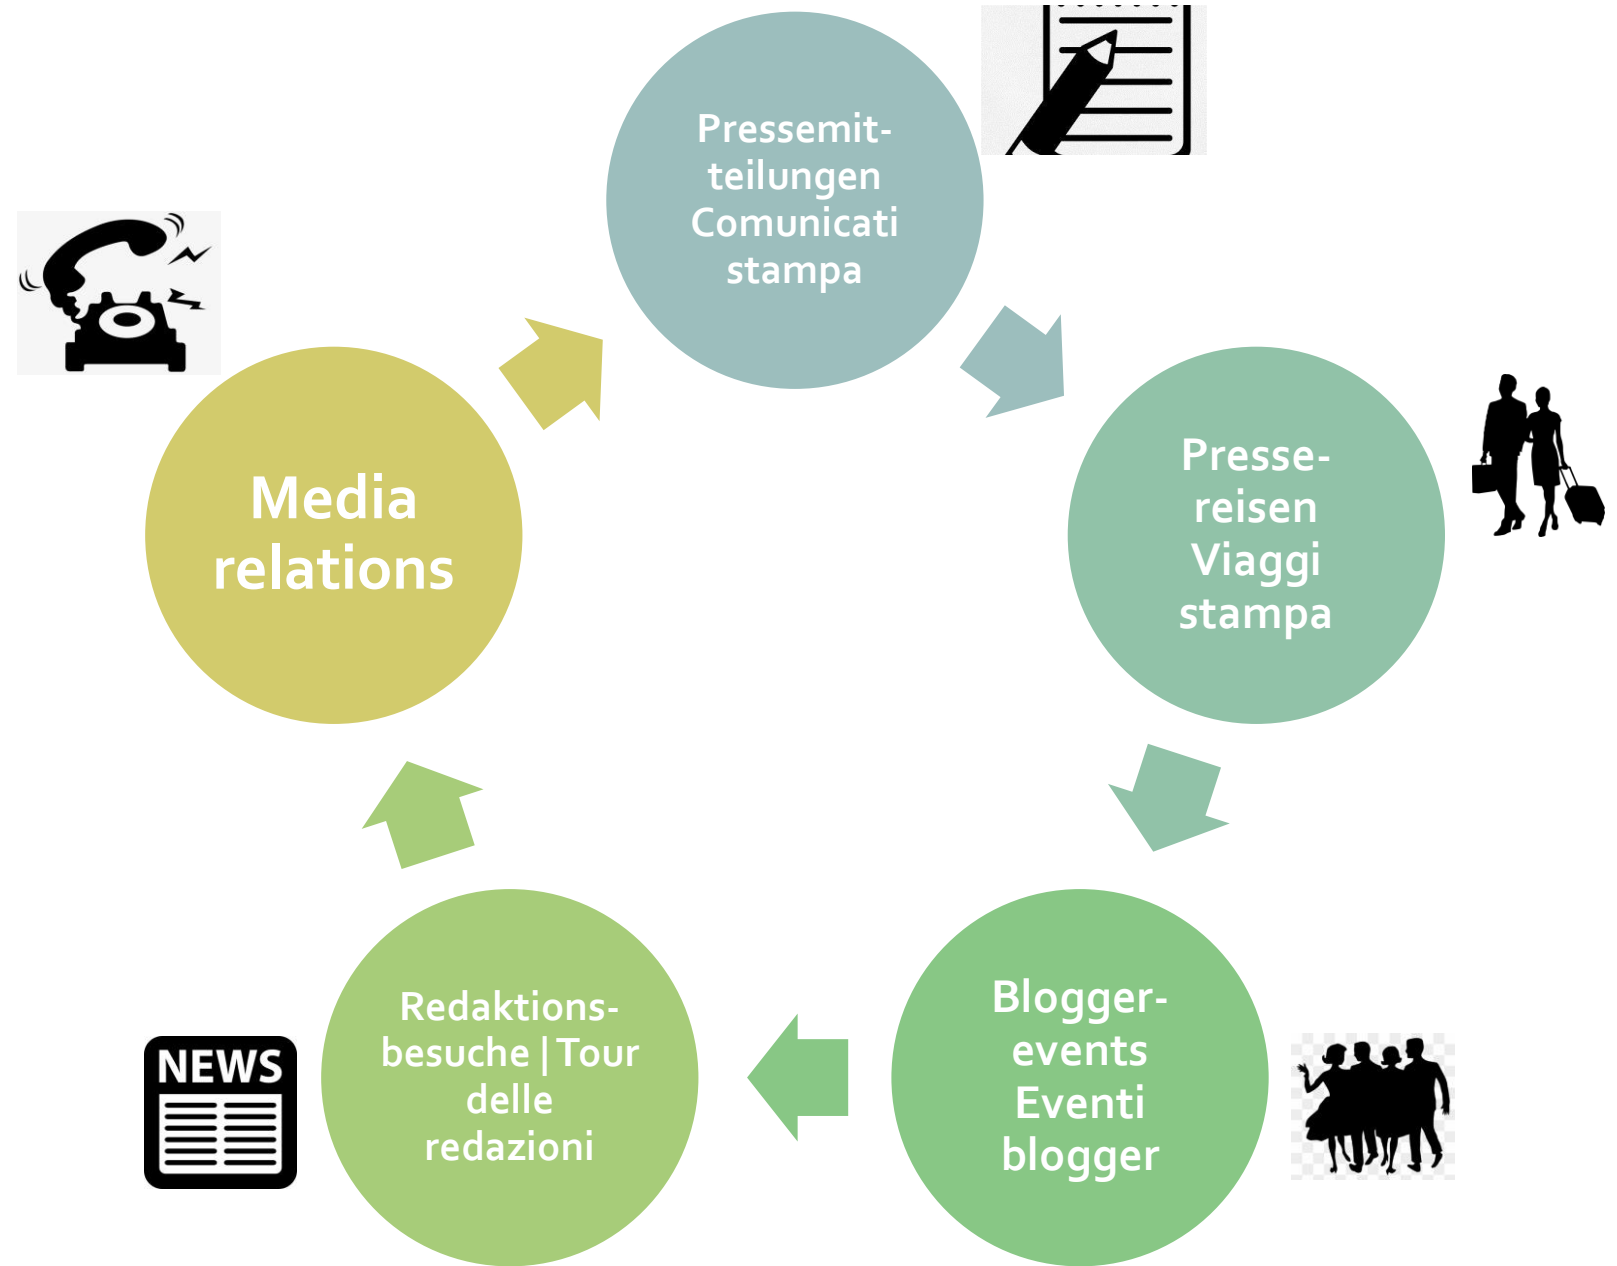 Pressemit-
teilungen
Comunicati
stampa
Media
relations
Presse-
reisen
Viaggi
stampa
Redaktions-
besuche | Tour
delle
redazioni
Blogger-
events
Eventi
blogger
NEWS